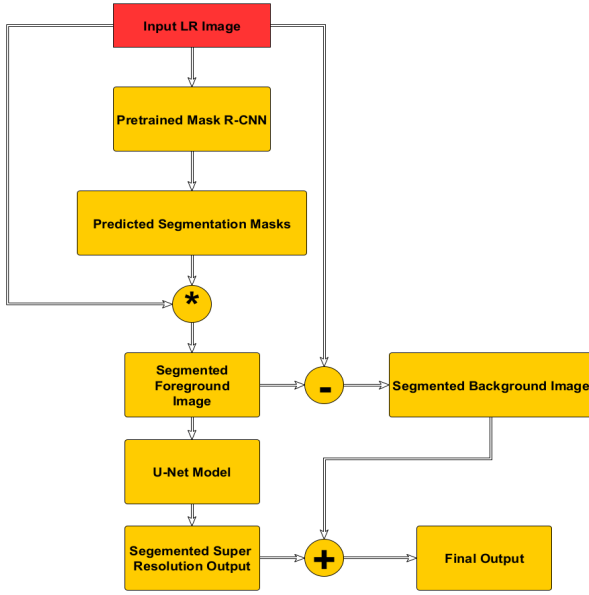 Input LR Image
Pretrained Mask R-CNN
Predicted Segmentation Masks
*
Segmented
Foreground
Image
-
Segmented Background Image
U-Net Model
Segemented Super
Resolution Output
+
Final Output